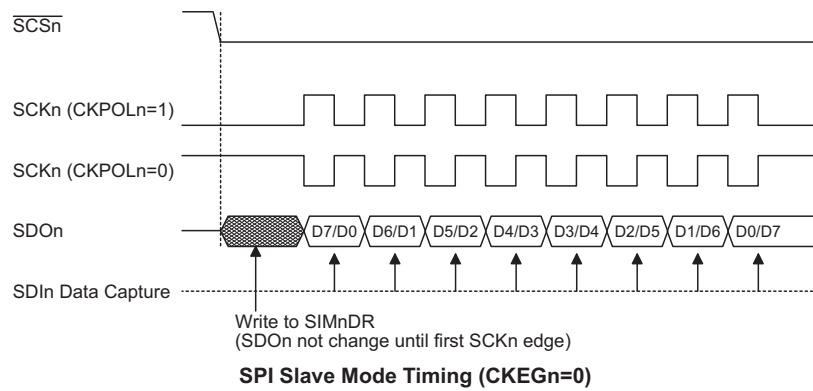 SCSn
SCKn (CKPOLn=1)
SCKn (CKPOLn=0)
SDOn
D7/D0 D6/D1 D5/D2 D4/D3 D3/D4 D2/D5 D1/D6 D0/D7
SDIn Data Capture
Write to SIMnDR
(SDOn not change until first SCKn edge)
SPI Slave Mode Timing (CKEGn=0)